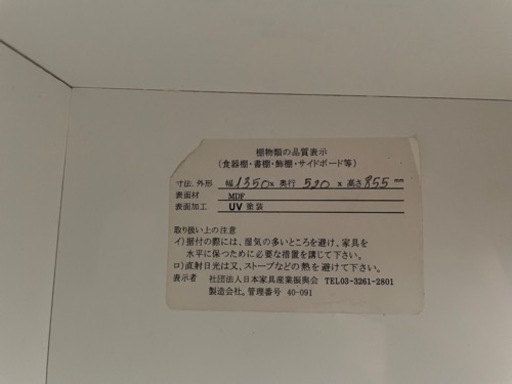 棚物類の品質表示
(食器棚・書棚・飾棚・サイドボード等)
寸法.外形 幅1350x 奥行 520 x 高さ855 mm
表面材 MDF
表面加工 UV塗装
取り扱い上の注意
イ)据付の際には、湿気の多いところを避け、家具を
水平に保つために必要な措置を講じて下さい。
ロ)直射日光は又、ストーブなどの熱を避けて下さい。
表示者 社団法人日本家具産業振興会 TEL03-3261-2801
製造会社。管理番号 40-091